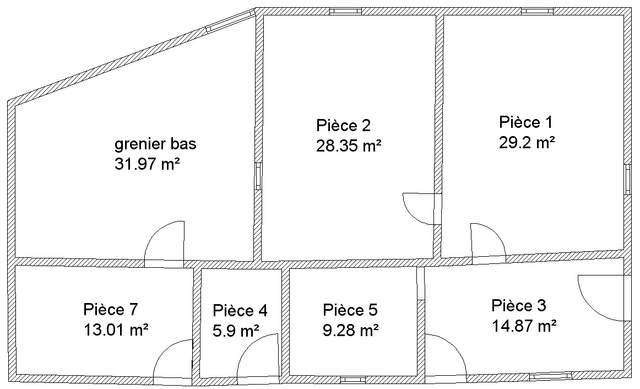 grenier bas
31.97 m²
Pièce 2
28.35 m²
Pièce 1
29.2 m²
Pièce 7
13.01 m²
Pièce 4
5.9 m²
Pièce 5
9.28 m²
Pièce 3
14.87 m²